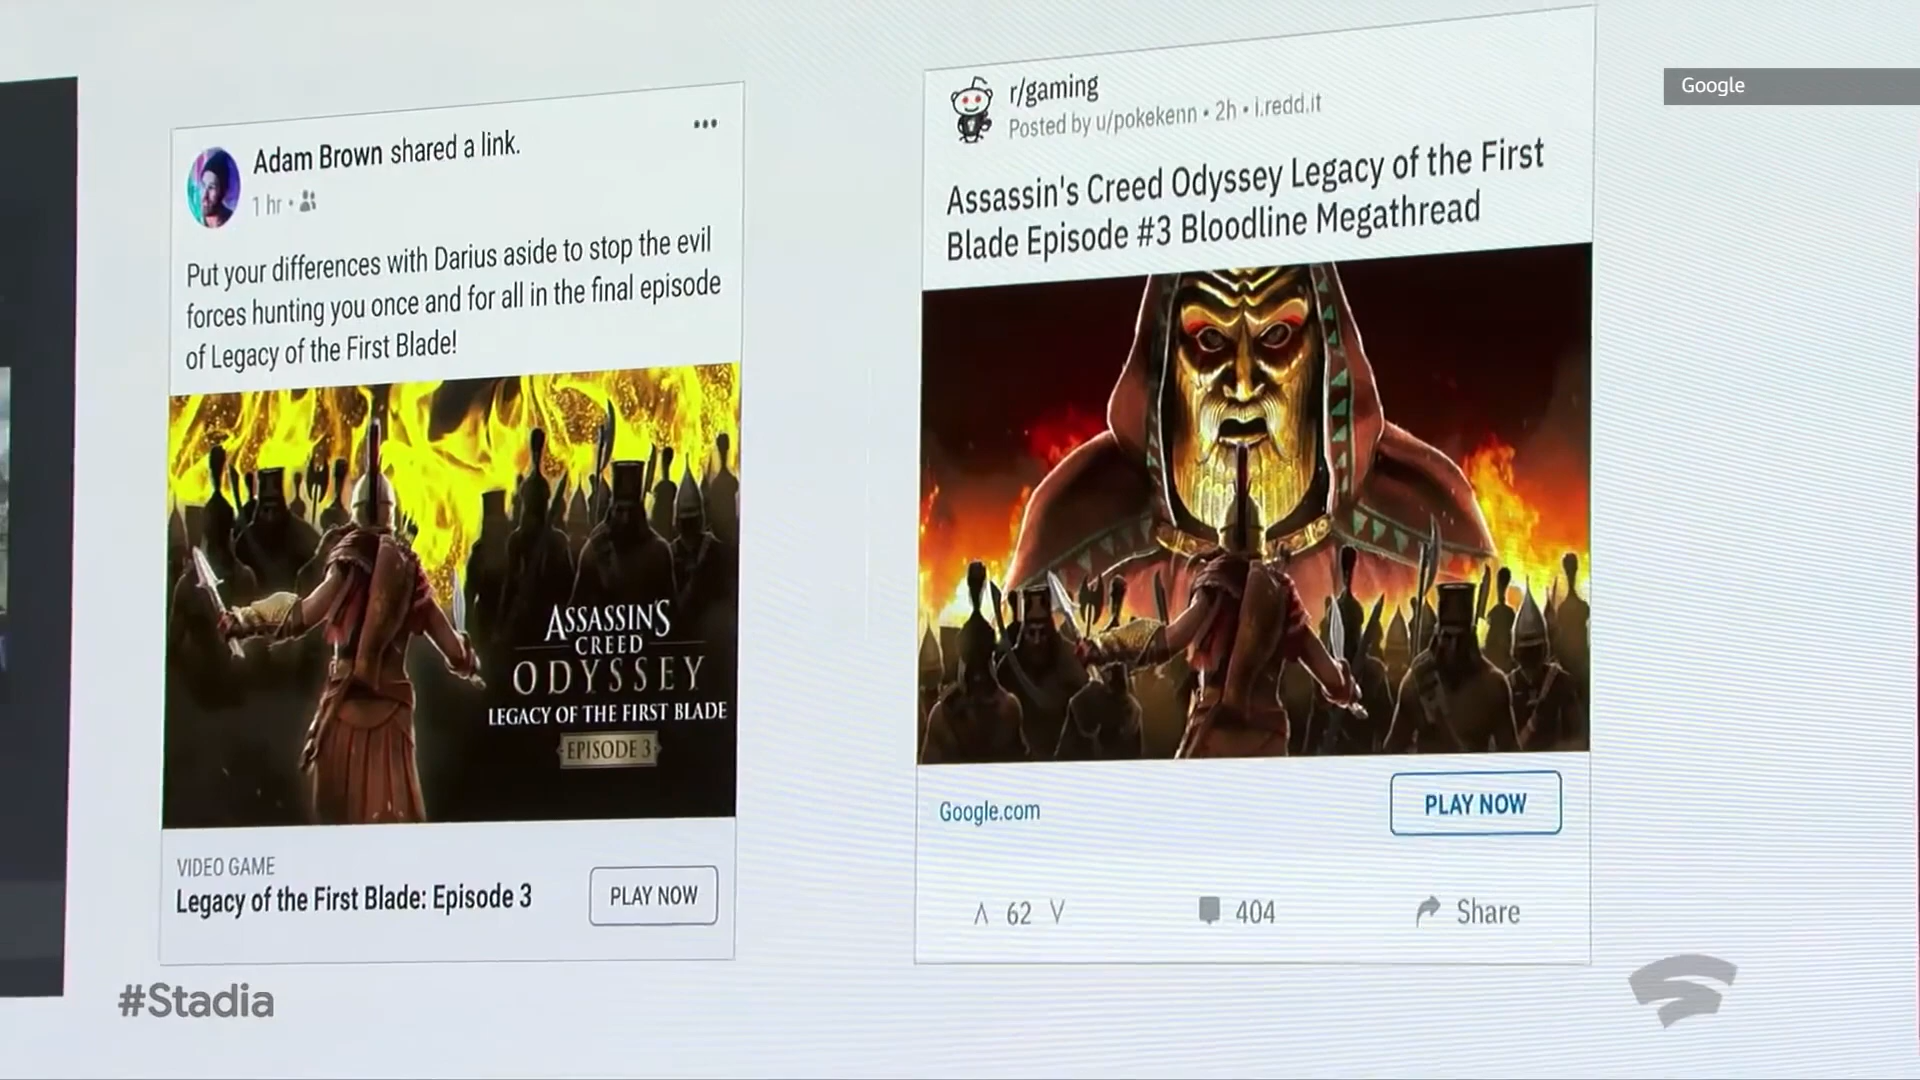 Google
Adam Brown shared a link.
1 hr •
Put your differences with Darius aside to stop the evil
forces hunting you once and for all in the final episode
of Legacy of the First Blade!
ASSASSIN'S
CREED
ODYSSEY
LEGACY OF THE FIRST BLADE
EPISODE 3
VIDEO GAME
Legacy of the First Blade: Episode 3
PLAY NOW
r/gaming
Posted by u/pokekenn • 2h • i.redd.it
Assassin's Creed Odyssey Legacy of the First
Blade Episode #3 Bloodline Megathread
Google.com
PLAY NOW
62
404
Share
#Stadia